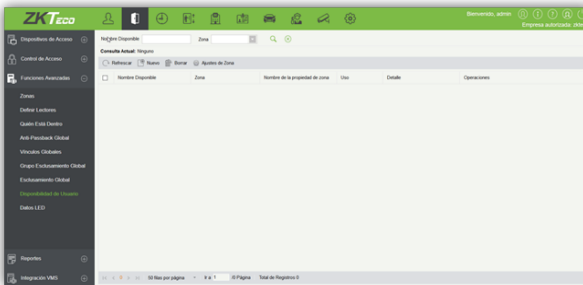 ZKTeco
Bienvenido, admin
Empresa autorizada
Dispositivos de Acceso
Nombre Disponible
Zona
Control de Acceso
Consulta Actual: Ninguno
Refrescar Nuevo Borrar Ajustes de Zona
Funciones Avanzadas
Nombre Disponible Zona Nombre de la propiedad de zona Uso Detalle Operaciones
Zonas
Definir Lectores
Quién Está Dentro
Anti-Passback Global
Vínculos Globales
Grupo Esclusamiento Global
Esclusamiento Global
Disponibilidad de Usuario
Datos LED
Reportes
Integración VMS
50 filas por página Ir a 1 /0 Página Total de Registros 0